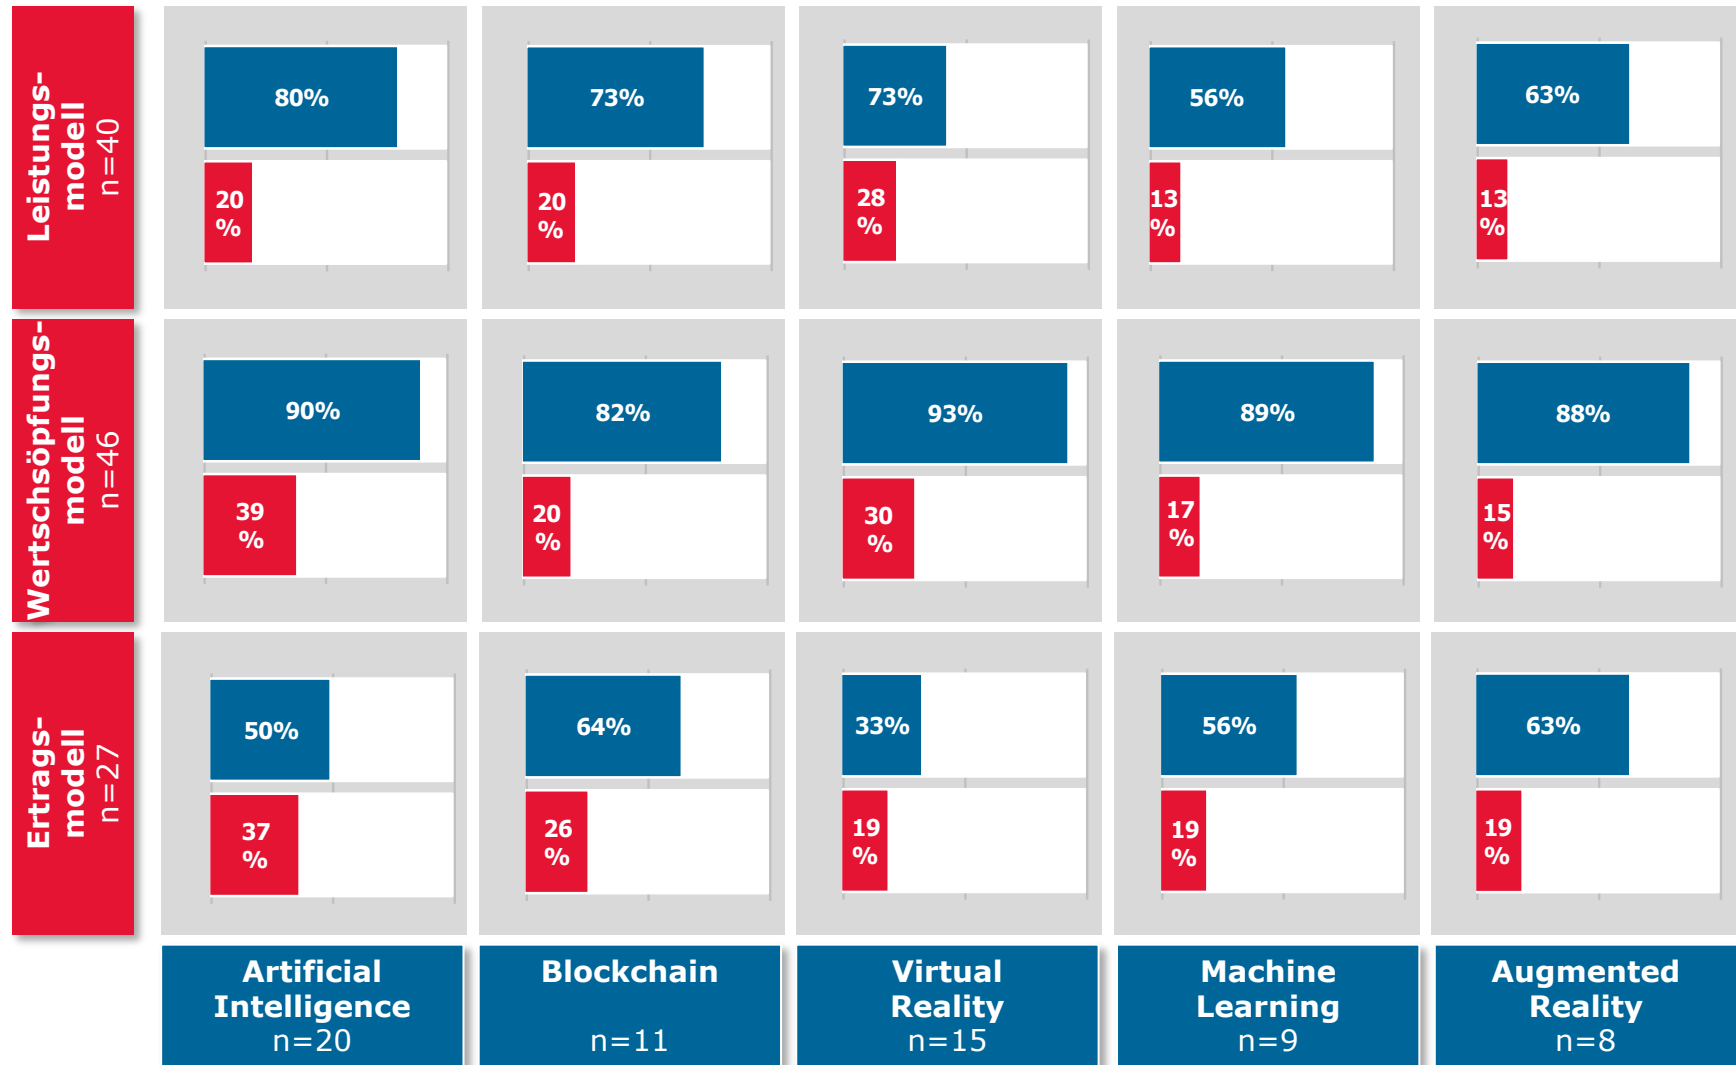 Leistungs-
modell
n=40
80%
20
%
73%
20
%
73%
28
%
56%
13
%
63%
13
%
Wertschsöpfungs-
modell
n=46
90%
39
%
82%
20
%
93%
30
%
89%
17
%
88%
15
%
Ertrags-
modell
n=27
50%
37
%
64%
26
%
33%
19
%
56%
19
%
63%
19
%
Artificial
Intelligence
n=20
Blockchain
n=11
Virtual
Reality
n=15
Machine
Learning
n=9
Augmented
Reality
n=8